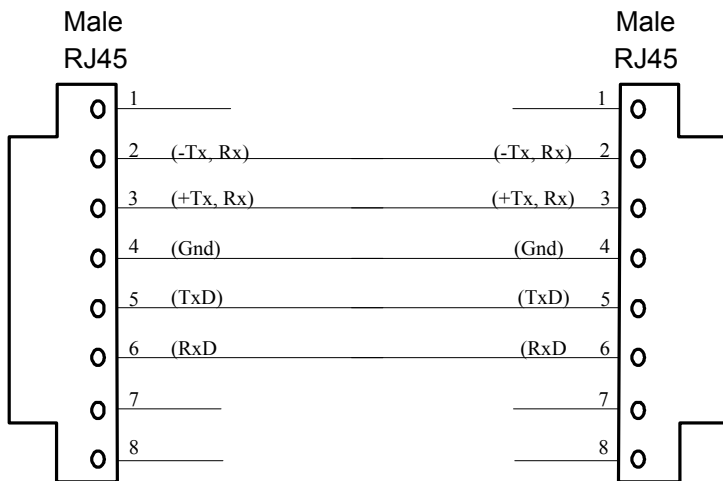 Male Male
RJ45 RJ45
1 1
2 (-Tx, Rx) (-Tx, Rx) 2
3 (+Tx, Rx) (+Tx, Rx) 3
4 (Gnd) (Gnd) 4
5 (TxD) (TxD) 5
6 (RxD (RxD 6
7 7
8 8